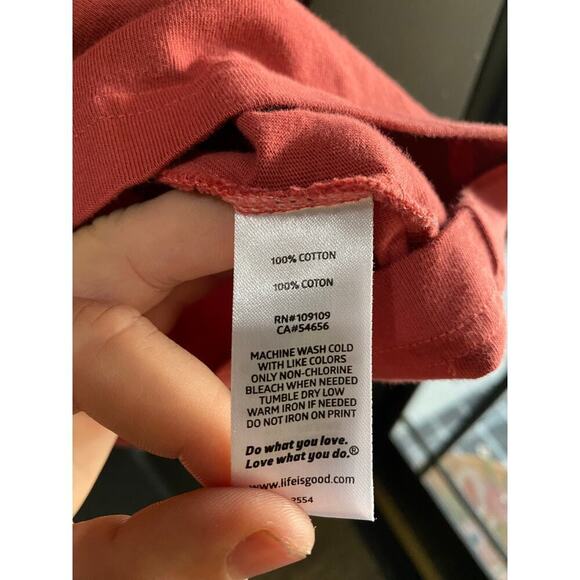 100% COTTON
100% COTON
RN#109109
CA#54656
MACHINE WASH COLD
WITH LIKE COLORS
ONLY NON-CHLORINE
BLEACH WHEN NEEDED
TUMBLE DRY LOW
WARM IRON IF NEEDED
DO NOT IRON ON PRINT
Do what you love.
Love what you do.®
www.lifeisgood.com